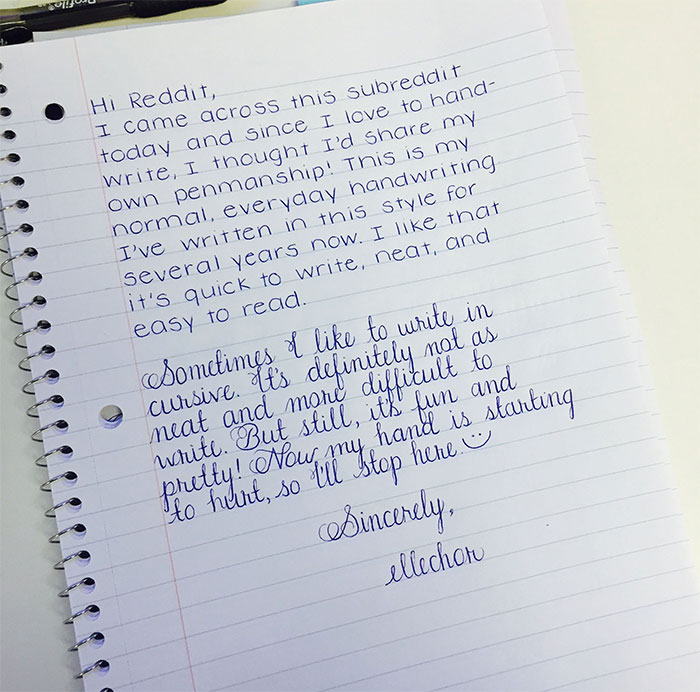 Profile
Hi Reddit,
I came across this subreddit
today and since I love to hand-
write, I thought I'd share my
own penmanship! This is my
normal, everyday handwriting
I've written in this style for
several years now. I like that
it's quick to write, neat, and
easy to read.
Sometimes I like to write in
cursive. It's definitely not as
neat and more difficult to
write. But still, it's fun and
pretty! Now my hand is starting
to hurt, so I'll stop here. ☺
Sincerely,
ellechor